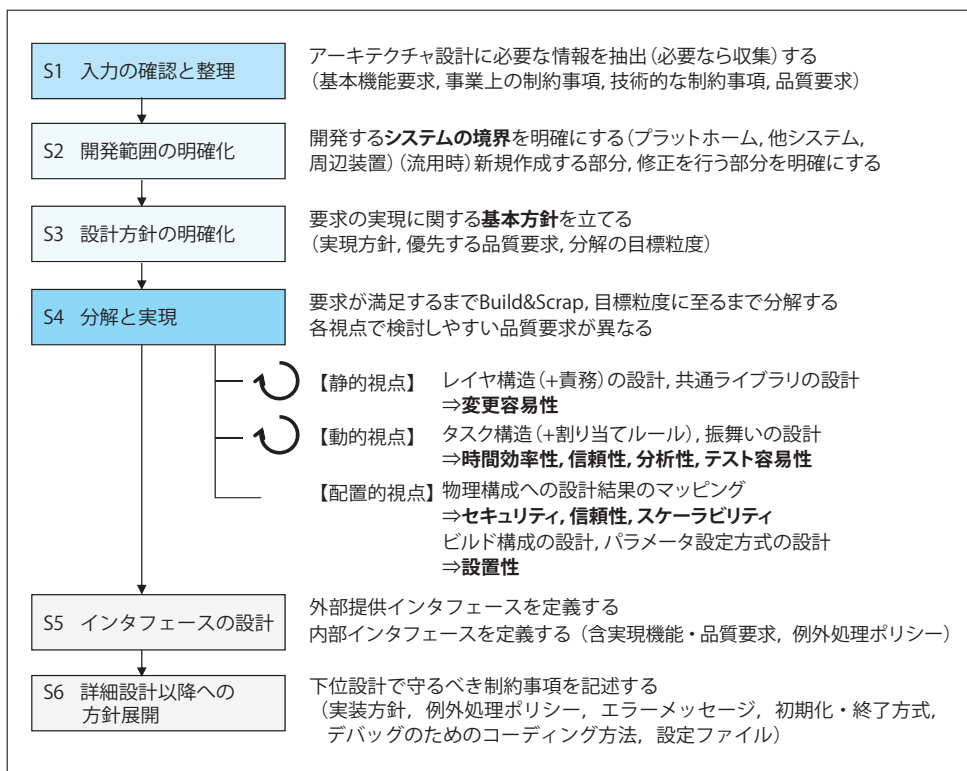 S1 入力の確認と整理
アーキテクチャ設計に必要な情報を抽出(必要なら収集)する
(基本機能要求, 事業上の制約事項, 技術的な制約事項, 品質要求)
S2 開発範囲の明確化
開発するシステムの境界を明確にする(プラットホーム, 他システム,
周辺装置)(流用時)新規作成する部分, 修正を行う部分を明確にする
S3 設計方針の明確化
要求の実現に関する基本方針を立てる
(実現方針, 優先する品質要求, 分解の目標粒度)
S4 分解と実現
要求が満足するまでBuild&Scrap, 目標粒度に至るまで分解する
各視点で検討しやすい品質要求が異なる
【静的視点】 レイヤ構造(+責務)の設計, 共通ライブラリの設計
⇒変更容易性
【動的視点】 タスク構造(+割り当てルール), 振舞いの設計
⇒時間効率性, 信頼性, 分析性, テスト容易性
【配置的視点】 物理構成への設計結果のマッピング
⇒セキュリティ, 信頼性, スケーラビリティ
ビルド構成の設計, パラメータ設定方式の設計
⇒設置性
S5 インタフェースの設計
外部提供インタフェースを定義する
内部インタフェースを定義する(含実現機能・品質要求, 例外処理ポリシー)
S6 詳細設計以降への
方針展開
下位設計で守るべき制約事項を記述する
(実装方針, 例外処理ポリシー, エラーメッセージ, 初期化・終了方式,
デバッグのためのコーディング方法, 設定ファイル)